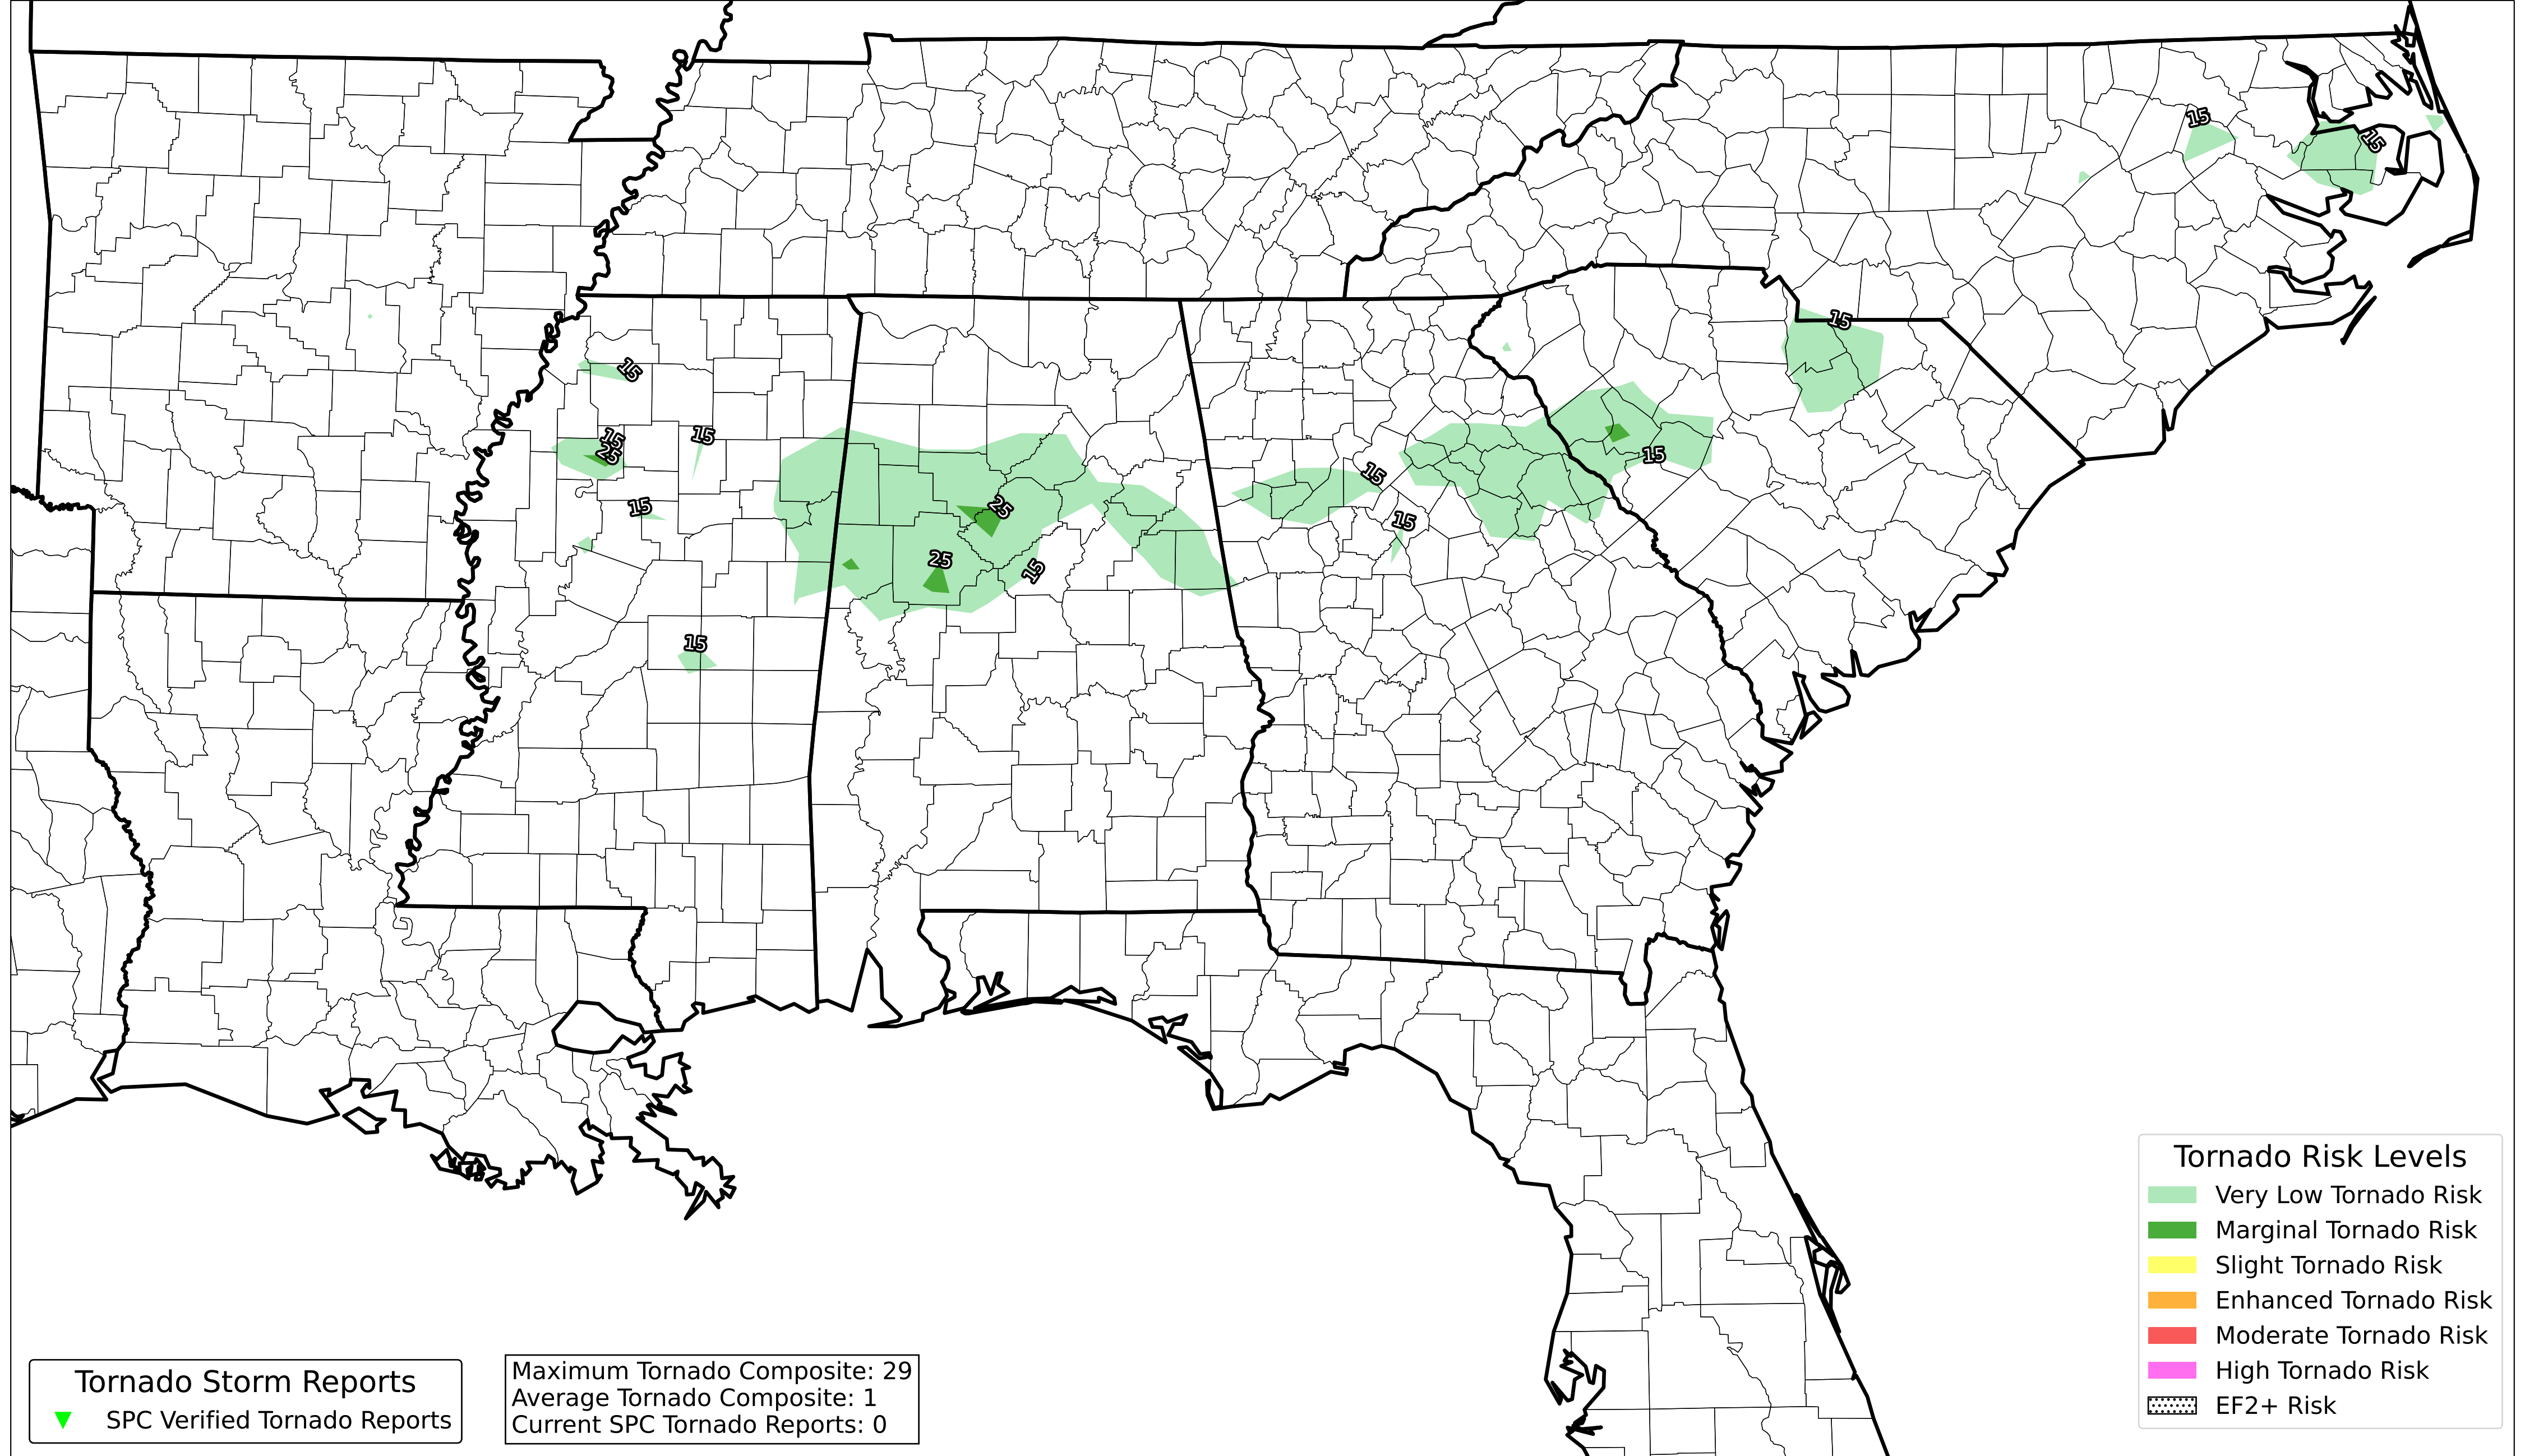 15
15
15
15
15
25
15
15
25
15
15
25
15
15
15
Tornado Risk Levels
Very Low Tornado Risk
Marginal Tornado Risk
Slight Tornado Risk
Enhanced Tornado Risk
Moderate Tornado Risk
High Tornado Risk
EF2+ Risk
Tornado Storm Reports
SPC Verified Tornado Reports
Maximum Tornado Composite: 29
Average Tornado Composite: 1
Current SPC Tornado Reports: 0